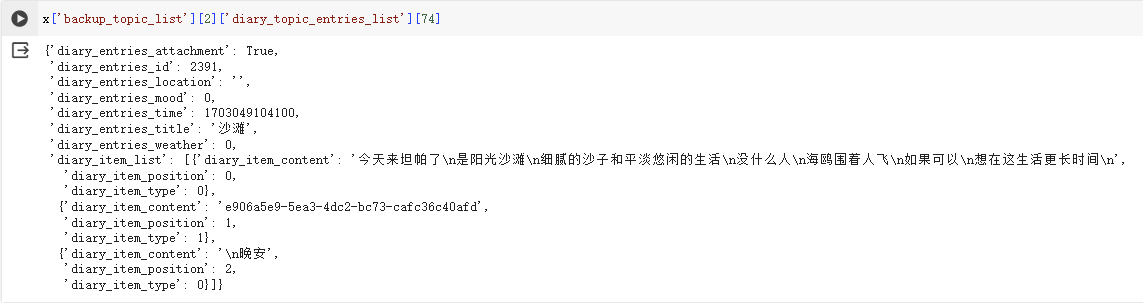 x['backup_topic_list'][2]['diary_topic_entries_list'][74]
{'diary_entries_attachment': True,
'diary_entries_id': 2391,
'diary_entries_location': '',
'diary_entries_mood': 0,
'diary_entries_time': 1703049104100,
'diary_entries_title': '沙滩',
'diary_entries_weather': 0,
'diary_item_list': [{'diary_item_content': '今天来坦帕了\n是阳光沙滩\n细腻的沙子和平淡悠闲的生活\n没什么人\n海鸥围着人飞\n如果可以\n想在这生活更长时间\n',
'diary_item_position': 0,
'diary_item_type': 0},
{'diary_item_content': 'e906a5e9-5ea3-4dc2-bc73-cafc36c40afd',
'diary_item_position': 1,
'diary_item_type': 1},
{'diary_item_content': '\n晚安',
'diary_item_position': 2,
'diary_item_type': 0}]}